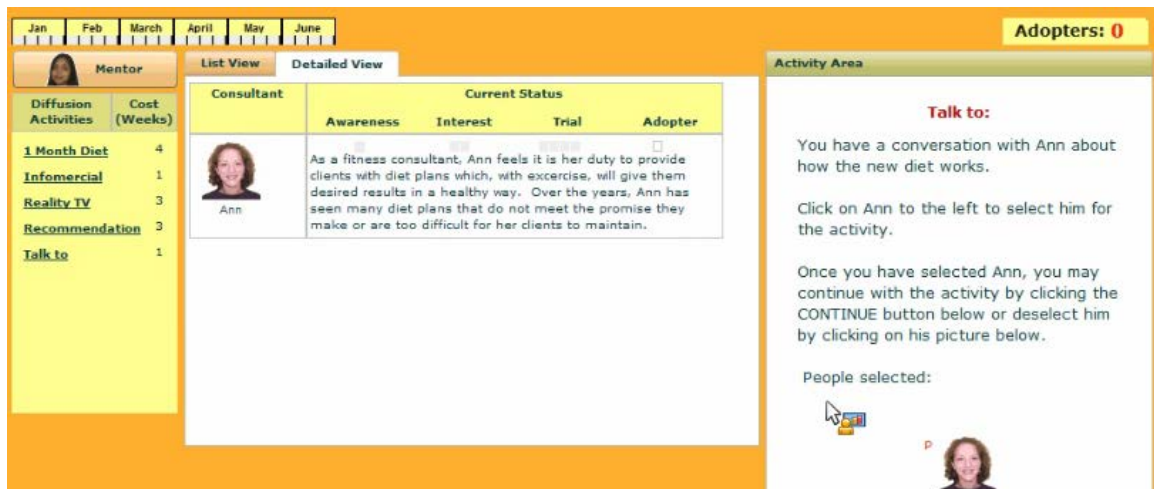 Jan Feb March April May June
Adopters: 0
Mentor
Diffusion Activities Cost (Weeks)
1 Month Diet 4
Infomercial 1
Reality TV 3
Recommendation 3
Talk to 1
List View Detailed View
Consultant Current Status
Awareness Interest Trial Adopter
As a fitness consultant, Ann feels it is her duty to provide
clients with diet plans which, with excercise, will give them
desired results in a healthy way. Over the years, Ann has
seen many diet plans that do not meet the promise they
make or are too difficult for her clients to maintain.
Ann
Activity Area
Talk to:
You have a conversation with Ann about
how the new diet works.
Click on Ann to the left to select him for
the activity.
Once you have selected Ann, you may
continue with the activity by clicking the
CONTINUE button below or deselect him
by clicking on his picture below.
People selected:
P